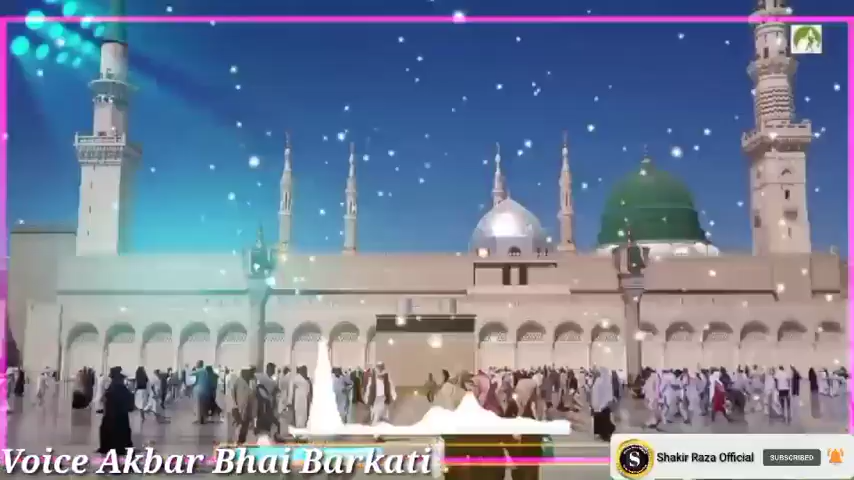 Voice Akbar Bhai Barkati
S
Shakir Raza Official
SUBSCRIBED